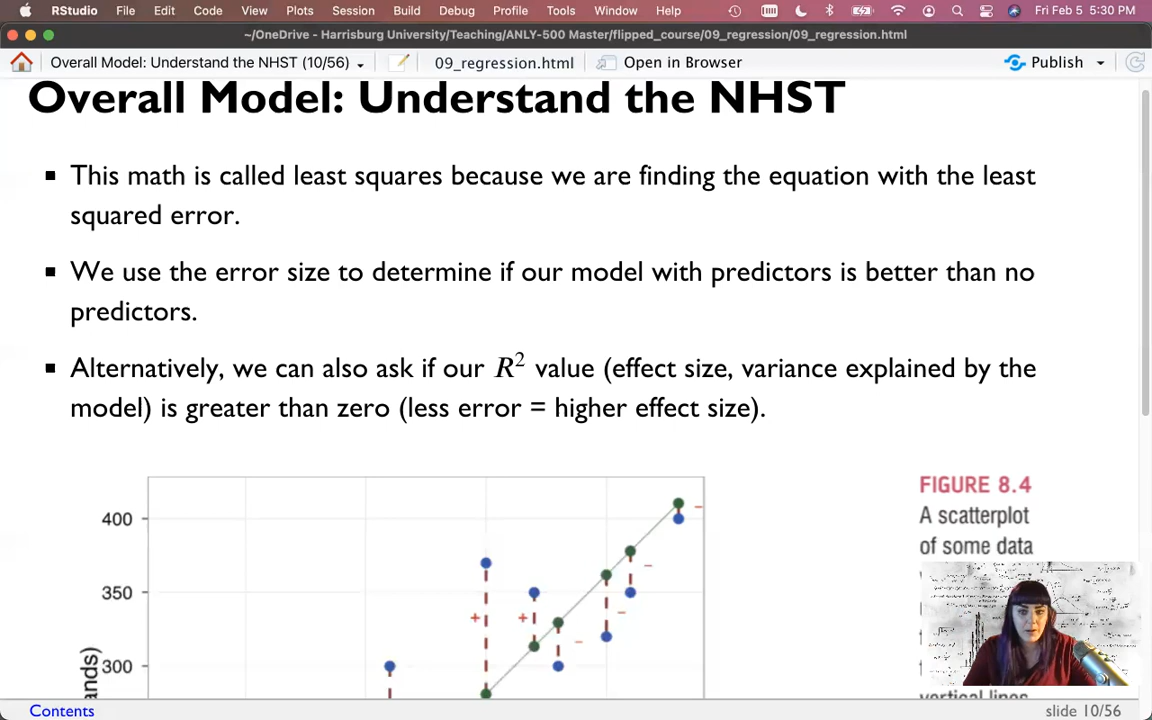 RStudio File Edit Code View Plots Session Build Debug Profile Tools Window Help Fri Feb 5 5:30 PM
~/OneDrive - Harrisburg University/Teaching/ANLY-500 Master/flipped_course/09_regression/09_regression.html
Overall Model: Understand the NHST (10/56) 09_regression.html Open in Browser Publish
Overall Model: Understand the NHST
This math is called least squares because we are finding the equation with the least
squared error.
We use the error size to determine if our model with predictors is better than no
predictors.
Alternatively, we can also ask if our R² value (effect size, variance explained by the
model) is greater than zero (less error = higher effect size).
400
350
300
ands)
+ + − − − −
FIGURE 8.4
A scatterplot
of some data
vertical lines
Contents
slide 10/56